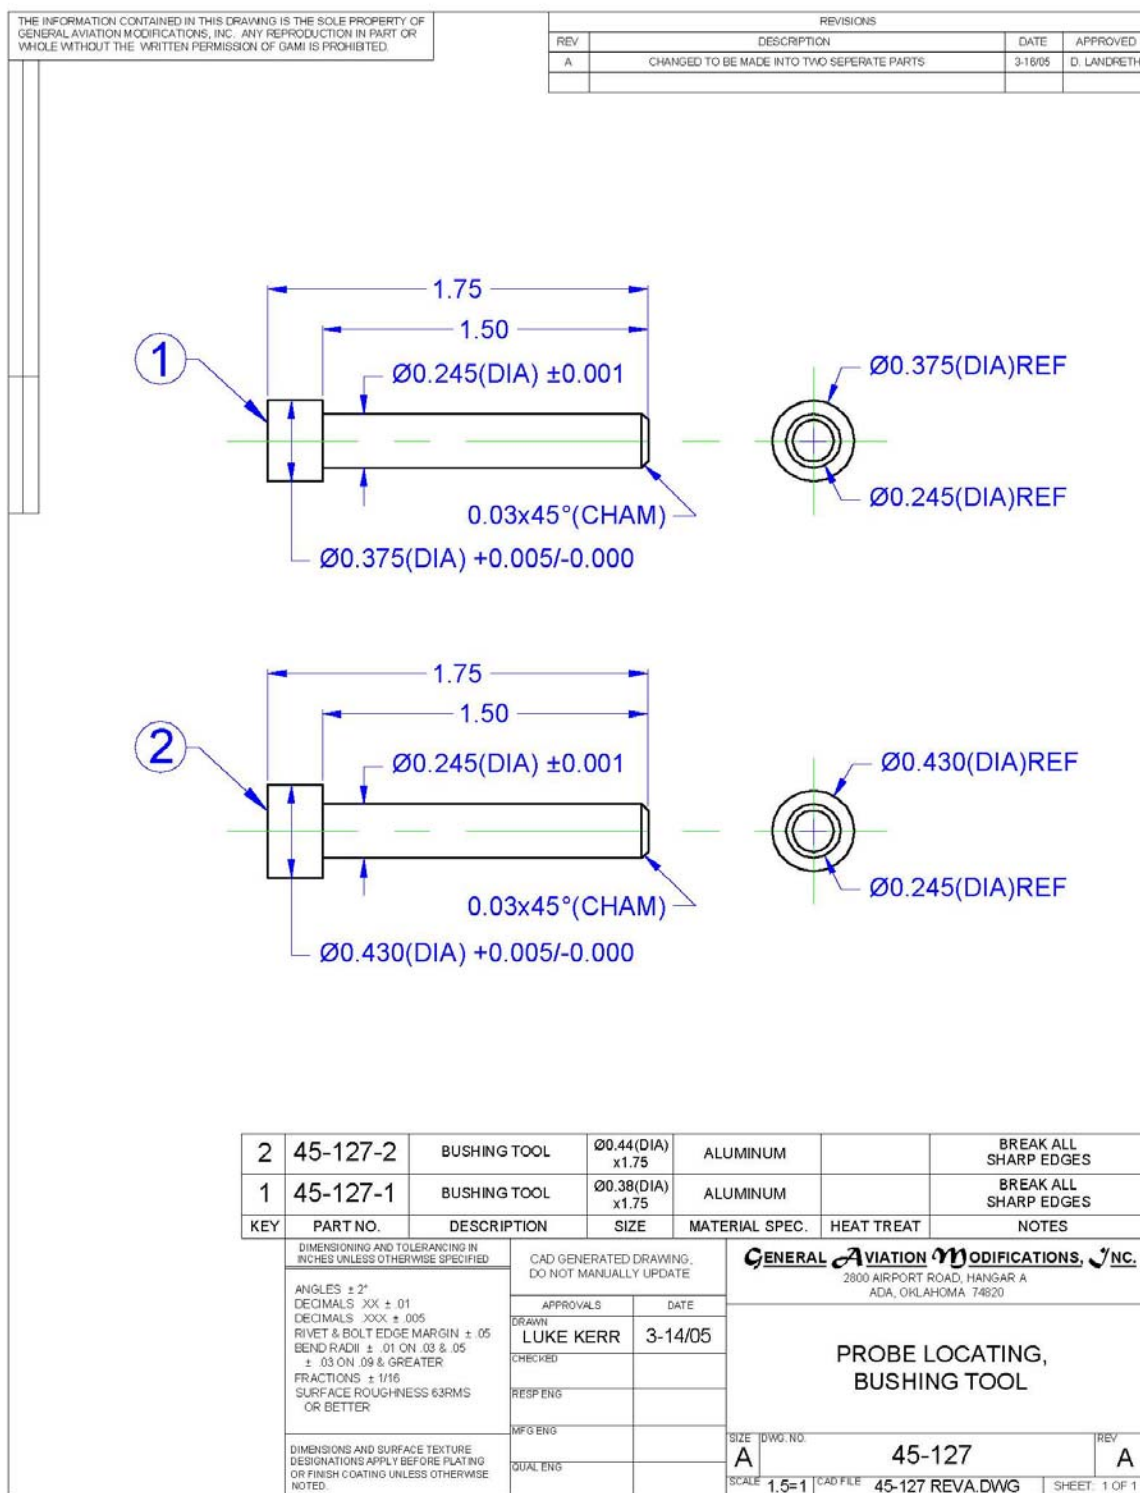 THE INFORMATION CONTAINED IN THIS DRAWING IS THE SOLE PROPERTY OF
GENERAL AVIATION MODIFICATIONS, INC. ANY REPRODUCTION IN PART OR
WHOLE WITHOUT THE WRITTEN PERMISSION OF GAMI IS PROHIBITED.
REVISIONS
REV DESCRIPTION DATE APPROVED
A CHANGED TO BE MADE INTO TWO SEPERATE PARTS 3-16/05 D. LANDRETH
1.75
1.50
1
Ø0.245(DIA) ±0.001
Ø0.375(DIA)REF
Ø0.245(DIA)REF
0.03x45°(CHAM)
Ø0.375(DIA) +0.005/-0.000
1.75
1.50
2
Ø0.245(DIA) ±0.001
Ø0.430(DIA)REF
Ø0.245(DIA)REF
0.03x45°(CHAM)
Ø0.430(DIA) +0.005/-0.000
2 45-127-2 BUSHING TOOL Ø0.44(DIA) x1.75 ALUMINUM BREAK ALL SHARP EDGES
1 45-127-1 BUSHING TOOL Ø0.38(DIA) x1.75 ALUMINUM BREAK ALL SHARP EDGES
KEY PART NO. DESCRIPTION SIZE MATERIAL SPEC. HEAT TREAT NOTES
DIMENSIONING AND TOLERANCING IN
INCHES UNLESS OTHERWISE SPECIFIED
ANGLES ± 2°
DECIMALS .XX ± .01
DECIMALS .XXX ± .005
RIVET & BOLT EDGE MARGIN ± .05
BEND RADII ± .01 ON .03 & .05
± .03 ON .09 & GREATER
FRACTIONS ± 1/16
SURFACE ROUGHNESS 63RMS
OR BETTER
DIMENSIONS AND SURFACE TEXTURE
DESIGNATIONS APPLY BEFORE PLATING
OR FINISH COATING UNLESS OTHERWISE
NOTED.
CAD GENERATED DRAWING,
DO NOT MANUALLY UPDATE
APPROVALS DATE
DRAWN
LUKE KERR 3-14/05
CHECKED
RESP ENG
MFG ENG
QUAL ENG
GENERAL AVIATION MODIFICATIONS, INC.
2800 AIRPORT ROAD, HANGAR A
ADA, OKLAHOMA 74820
PROBE LOCATING,
BUSHING TOOL
SIZE DWG. NO. REV
A 45-127 A
SCALE 1.5=1 CAD FILE 45-127 REVA.DWG SHEET: 1 OF 1